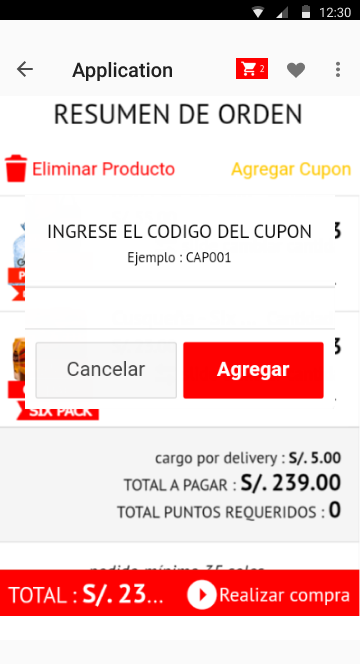 12:30
Application
2
RESUMEN DE ORDEN
Eliminar Producto
Agregar Cupon
INGRESE EL CODIGO DEL CUPON
Ejemplo : CAP001
Cancelar
Agregar
SIX PACK
cargo por delivery : S/. 5.00
TOTAL A PAGAR : S/. 239.00
TOTAL PUNTOS REQUERIDOS : 0
pedido mínimo 35 soles
TOTAL : S/. 23...
Realizar compra